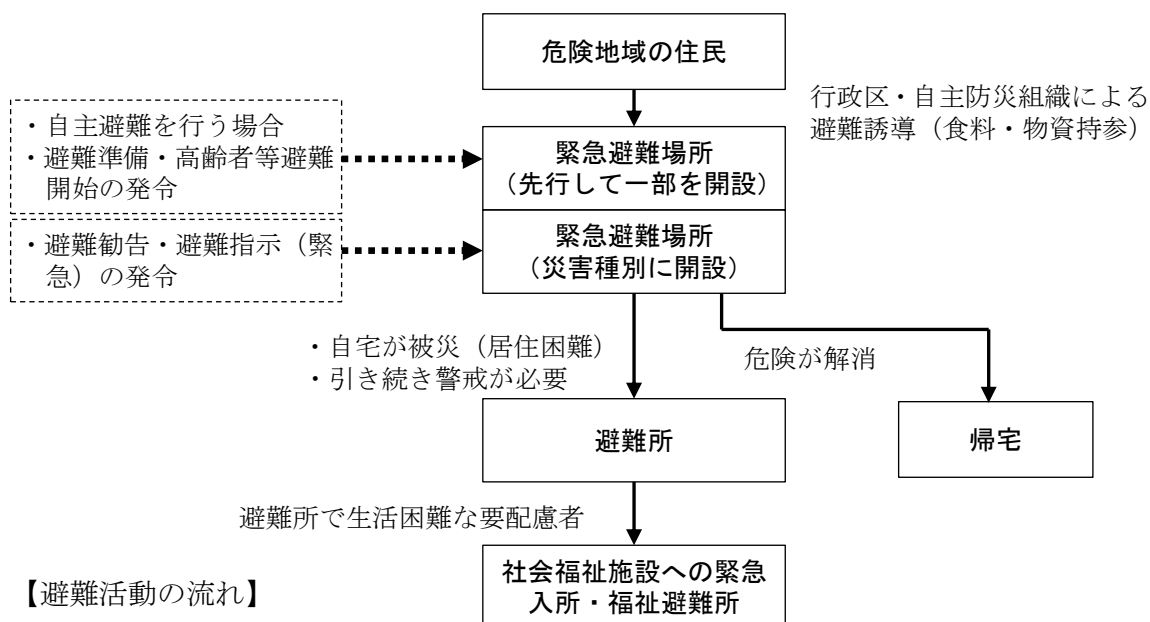 危険地域の住民
行政区・自主防災組織による
避難誘導（食料・物資持参）
・自主避難を行う場合
・避難準備・高齢者等避難
開始の発令
緊急避難場所
（先行して一部を開設）
・避難勧告・避難指示（緊
急）の発令
緊急避難場所
（災害種別に開設）
・自宅が被災（居住困難）
・引き続き警戒が必要
危険が解消
避難所
帰宅
避難所で生活困難な要配慮者
社会福祉施設への緊急
入所・福祉避難所
【避難活動の流れ】